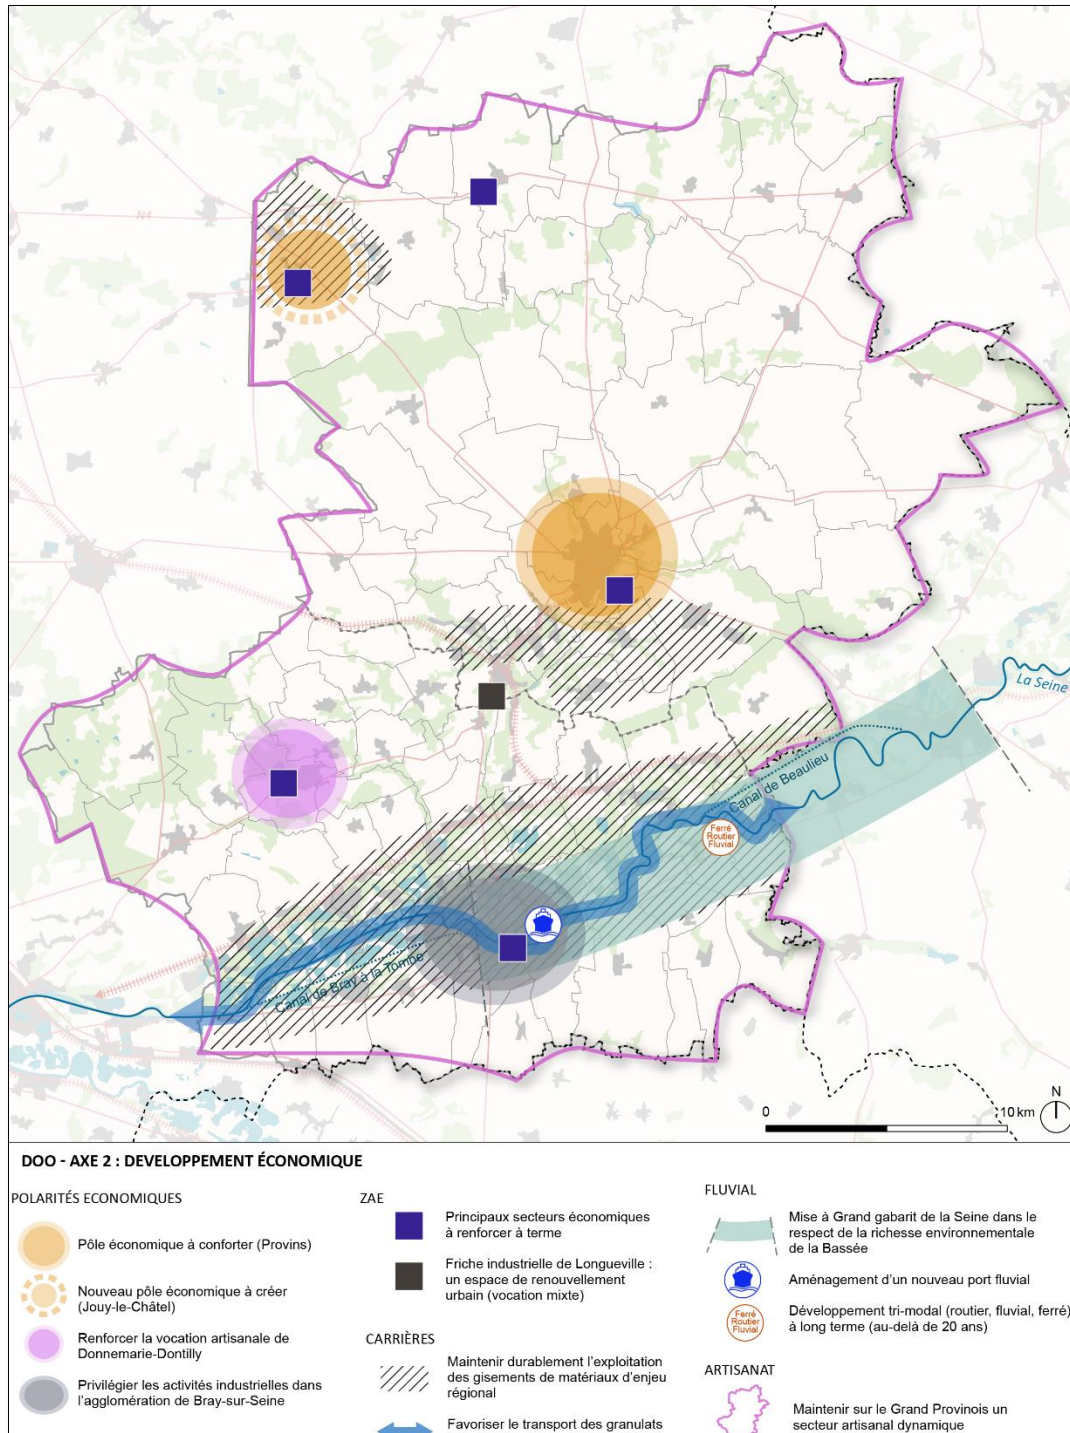 N4
La Seine
Canal de Beaulieu
Ferré
Routier
Fluvial
Canal de Bray à la Tombe
N
0
10 km
DOO - AXE 2 : DEVELOPPEMENT ÉCONOMIQUE
POLARITÉS ECONOMIQUES
Pôle économique à conforter (Provins)
Nouveau pôle économique à créer
(Jouy-le-Châtel)
Renforcer la vocation artisanale de
Donnemarie-Dontilly
Privilégier les activités industrielles dans
l'agglomération de Bray-sur-Seine
ZAE
Principaux secteurs économiques
à renforcer à terme
Friche industrielle de Longueville :
un espace de renouvellement
urbain (vocation mixte)
CARRIÈRES
Maintenir durablement l'exploitation
des gisements de matériaux d'enjeu
régional
Favoriser le transport des granulats
FLUVIAL
Mise à Grand gabarit de la Seine dans le
respect de la richesse environnementale
de la Bassée
Aménagement d'un nouveau port fluvial
Ferré
Routier
Fluvial
Développement tri-modal (routier, fluvial, ferré)
à long terme (au-delà de 20 ans)
ARTISANAT
Maintenir sur le Grand Provinois un
secteur artisanal dynamique